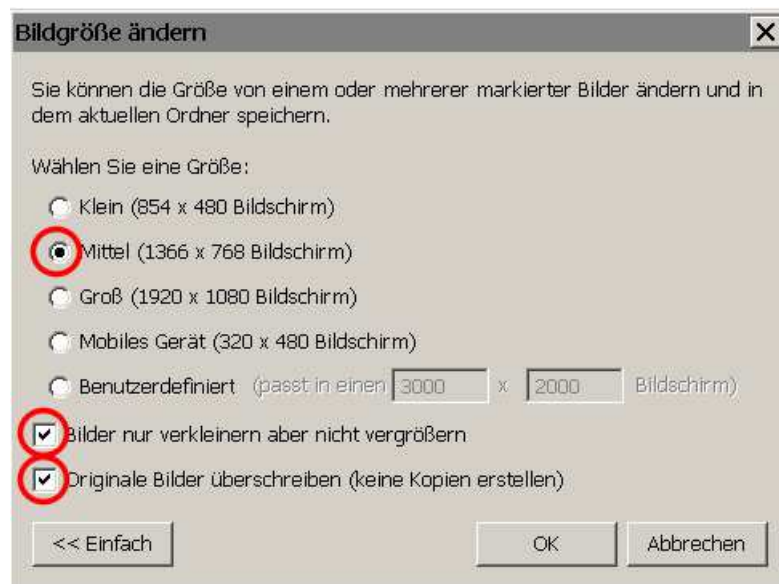 Bildgröße ändern
Sie können die Größe von einem oder mehrerer markierter Bilder ändern und in
dem aktuellen Ordner speichern.
Wählen Sie eine Größe:
Klein (854 x 480 Bildschirm)
Mittel (1366 x 768 Bildschirm)
Groß (1920 x 1080 Bildschirm)
Mobiles Gerät (320 x 480 Bildschirm)
Benutzerdefiniert (passt in einen 3000 x 2000 Bildschirm)
Bilder nur verkleinern aber nicht vergrößern
Originale Bilder überschreiben (keine Kopien erstellen)
<< Einfach OK Abbrechen